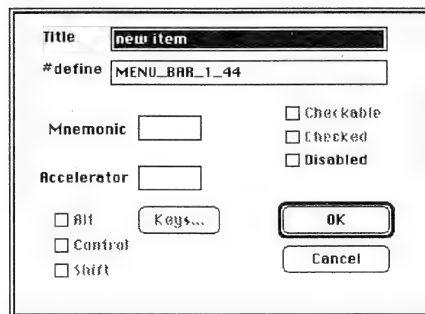 Title new item
#define MENU_BAR_1_44
Mnemonic
Checkable
Checked
Disabled
Accelerator
Alt Keys... OK
Control
Cancel
Shift